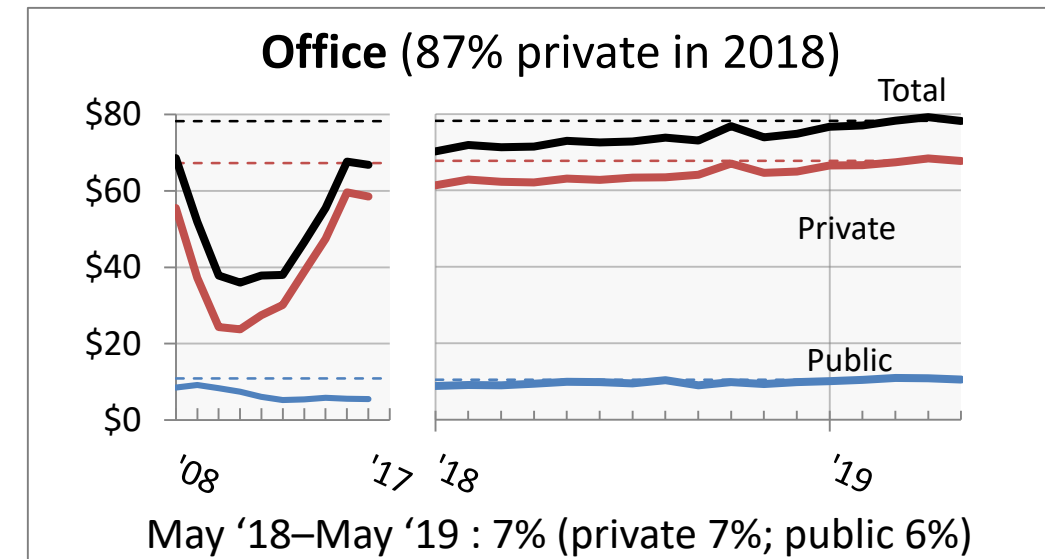 Office (87% private in 2018)
Total
$80
$60
Private
$40
$20
Public
$0
'08
'17
'18
'19
May ‘18–May ‘19 : 7% (private 7%; public 6%)